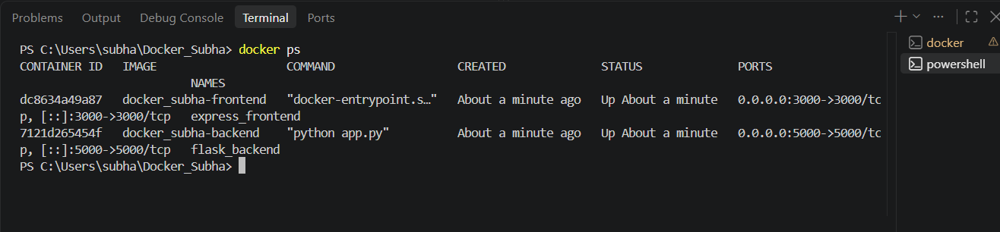 Problems Output Debug Console Terminal Ports
docker
powershell
PS C:\Users\subha\Docker_Subha> docker ps
CONTAINER ID   IMAGE                   COMMAND                  CREATED              STATUS              PORTS
                         NAMES
dc8634a49a87   docker_subha-frontend   "docker-entrypoint.s…"   About a minute ago   Up About a minute   0.0.0.0:3000->3000/tc
p, [::]:3000->3000/tcp   express_frontend
7121d265454f   docker_subha-backend    "python app.py"          About a minute ago   Up About a minute   0.0.0.0:5000->5000/tc
p, [::]:5000->5000/tcp   flask_backend
PS C:\Users\subha\Docker_Subha>